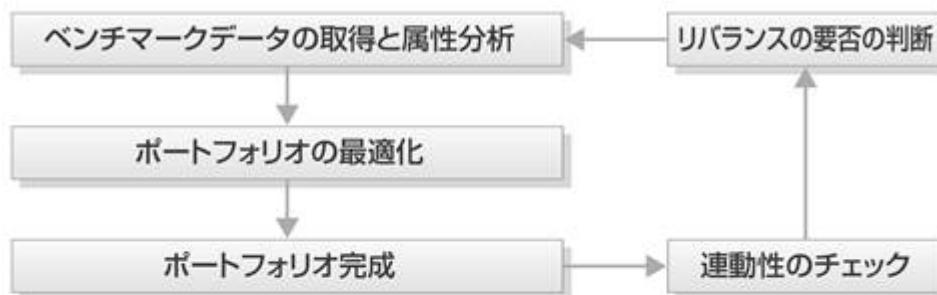 ベンチマークデータの取得と属性分析
リバランスの要否の判断
ポートフォリオの最適化
ポートフォリオ完成
連動性のチェック